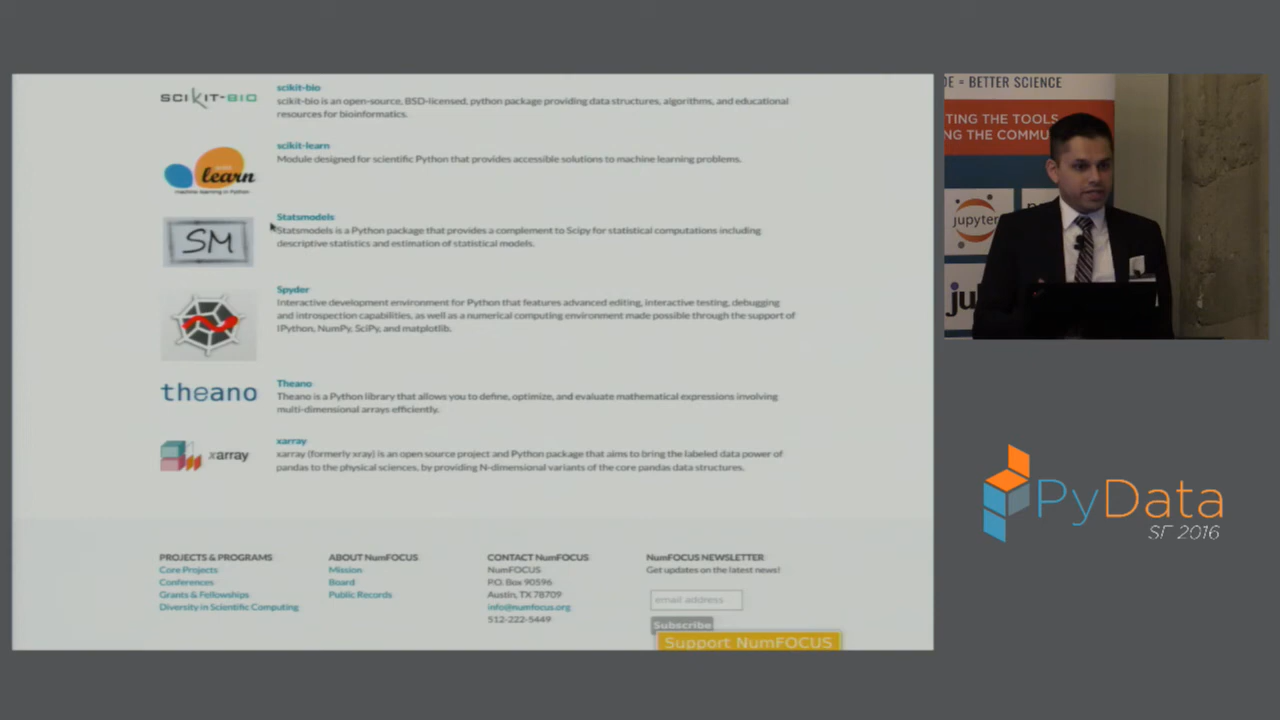 SCIKIT-BIO
scikit-bio
scikit-bio is an open-source, BSD-licensed, python package providing data structures, algorithms, and educational
resources for bioinformatics.
learn
machine learning in Python
scikit-learn
Module designed for scientific Python that provides accessible solutions to machine learning problems.
SM
Statsmodels
Statsmodels is a Python package that provides a complement to Scipy for statistical computations including
descriptive statistics and estimation of statistical models.
Spyder
Interactive development environment for Python that features advanced editing, interactive testing, debugging
and introspection capabilities, as well as a numerical computing environment made possible through the support of
IPython, NumPy, SciPy, and matplotlib.
theano
Theano
Theano is a Python library that allows you to define, optimize, and evaluate mathematical expressions involving
multi-dimensional arrays efficiently.
xarray
xarray
xarray (formerly xray) is an open source project and Python package that aims to bring the labeled data power of
pandas to the physical sciences, by providing N-dimensional variants of the core pandas data structures.
PROJECTS & PROGRAMS
Core Projects
Conferences
Grants & Fellowships
Diversity in Scientific Computing
ABOUT NumFOCUS
Mission
Board
Public Records
CONTACT NumFOCUS
NumFOCUS
P.O. Box 90596
Austin, TX 78709
info@numfocus.org
512-222-5449
NumFOCUS NEWSLETTER
Get updates on the latest news!
email address
Subscribe
Support NumFOCUS
DE = BETTER SCIENCE
TING THE TOOLS
NG THE COMMU
jupyter
ju
PyData
SF 2016